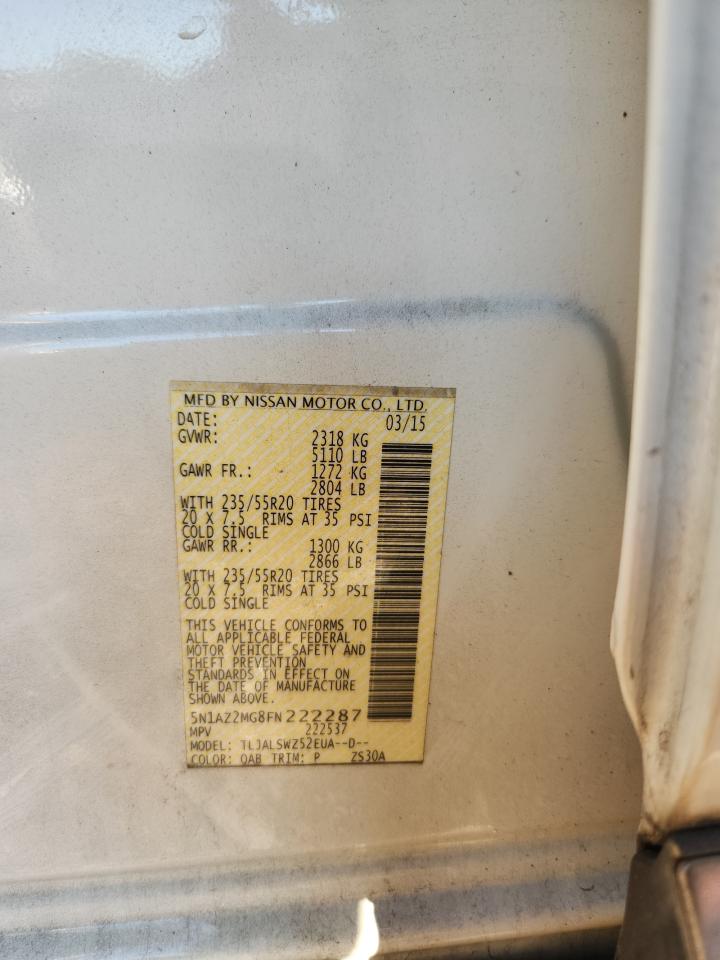 MFD BY NISSAN MOTOR CO., LTD.
DATE: 03/15
GVWR: 2318 KG
5110 LB
GAWR FR.: 1272 KG
2804 LB
WITH 235/55R20 TIRES
20 X 7.5 RIMS AT 35 PSI
COLD SINGLE
GAWR RR.: 1300 KG
2866 LB
WITH 235/55R20 TIRES
20 X 7.5 RIMS AT 35 PSI
COLD SINGLE
THIS VEHICLE CONFORMS TO
ALL APPLICABLE FEDERAL
MOTOR VEHICLE SAFETY AND
THEFT PREVENTION
STANDARDS IN EFFECT ON
THE DATE OF MANUFACTURE
SHOWN ABOVE.
5N1AZ2MG8FN222287
MPV 222537
MODEL: TLJALSWZ52EUA--D--
COLOR: QAB TRIM: P ZS30A